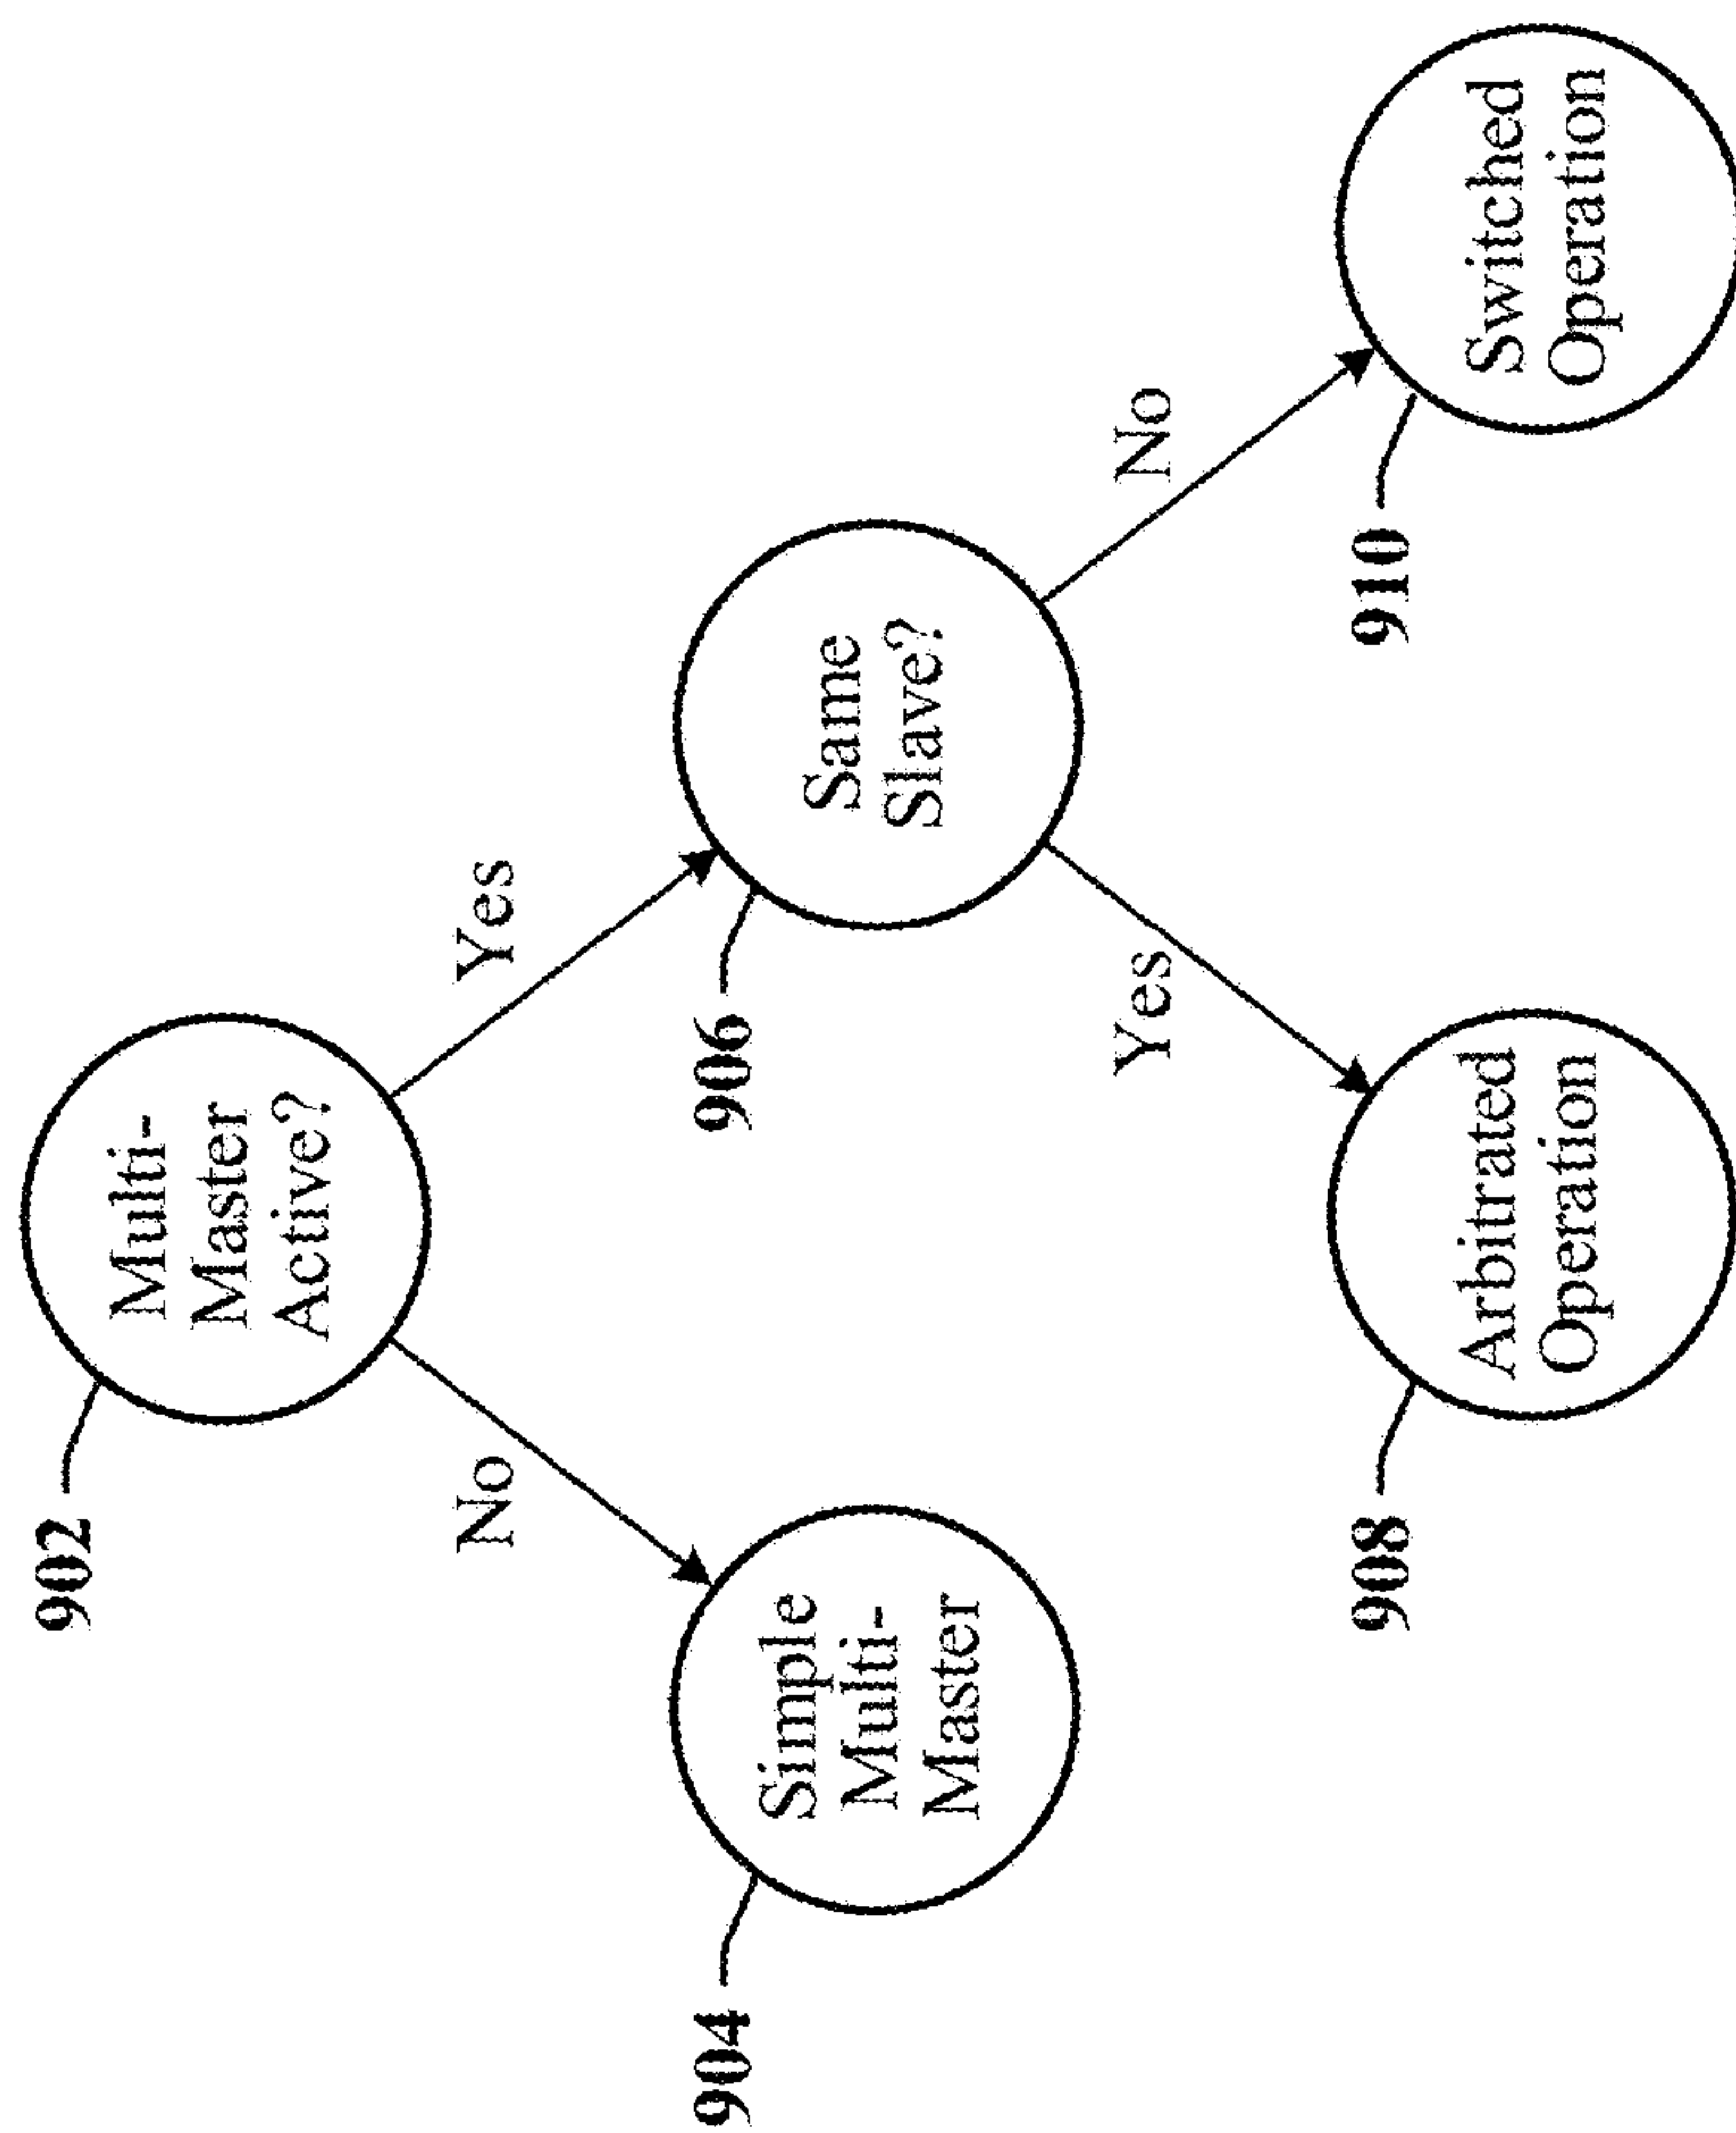 902
Multi-
Master
Active?
No
Yes
904
Simple
Multi-
Master
906
Same
Slave?
Yes
No
908
Arbitrated
Operation
910
Switched
Operation